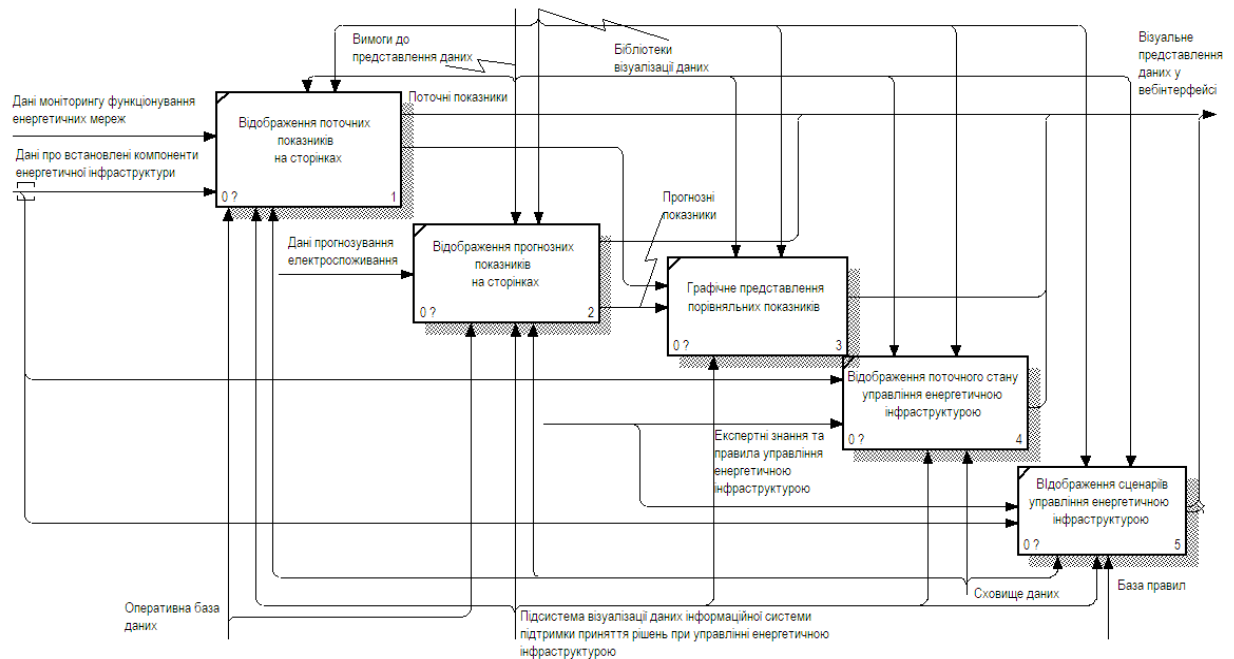 Вимоги до
представлення даних
Бібліотеки
візуалізації даних
Візуальне
представлення
даних у
вебінтерфейсі
Дані моніторингу функціонування
енергетичних мереж
Поточні показники
Відображення поточних
показників
на сторінках
0 ?
1
Дані про встановлені компоненти
енергетичної інфраструктури
Прогнозні
показники
Дані прогнозування
електроспоживання
Відображення прогнозних
показників
на сторінках
0 ?
2
Графічне представлення
порівняльних показників
0 ?
3
Відображення поточного стану
управління енергетичною
інфраструктурою
0 ?
4
Експертні знання та
правила управління
енергетичною
інфраструктурою
ВІдображення сценаріїв
управління енергетичною
інфраструктурою
0 ?
5
Оперативна база
даних
Підсистема візуалізації даних інформаційної системи
підтримки приняття рішень при управлінні енергетичною
інфраструктурою
Сховище даних
База правил